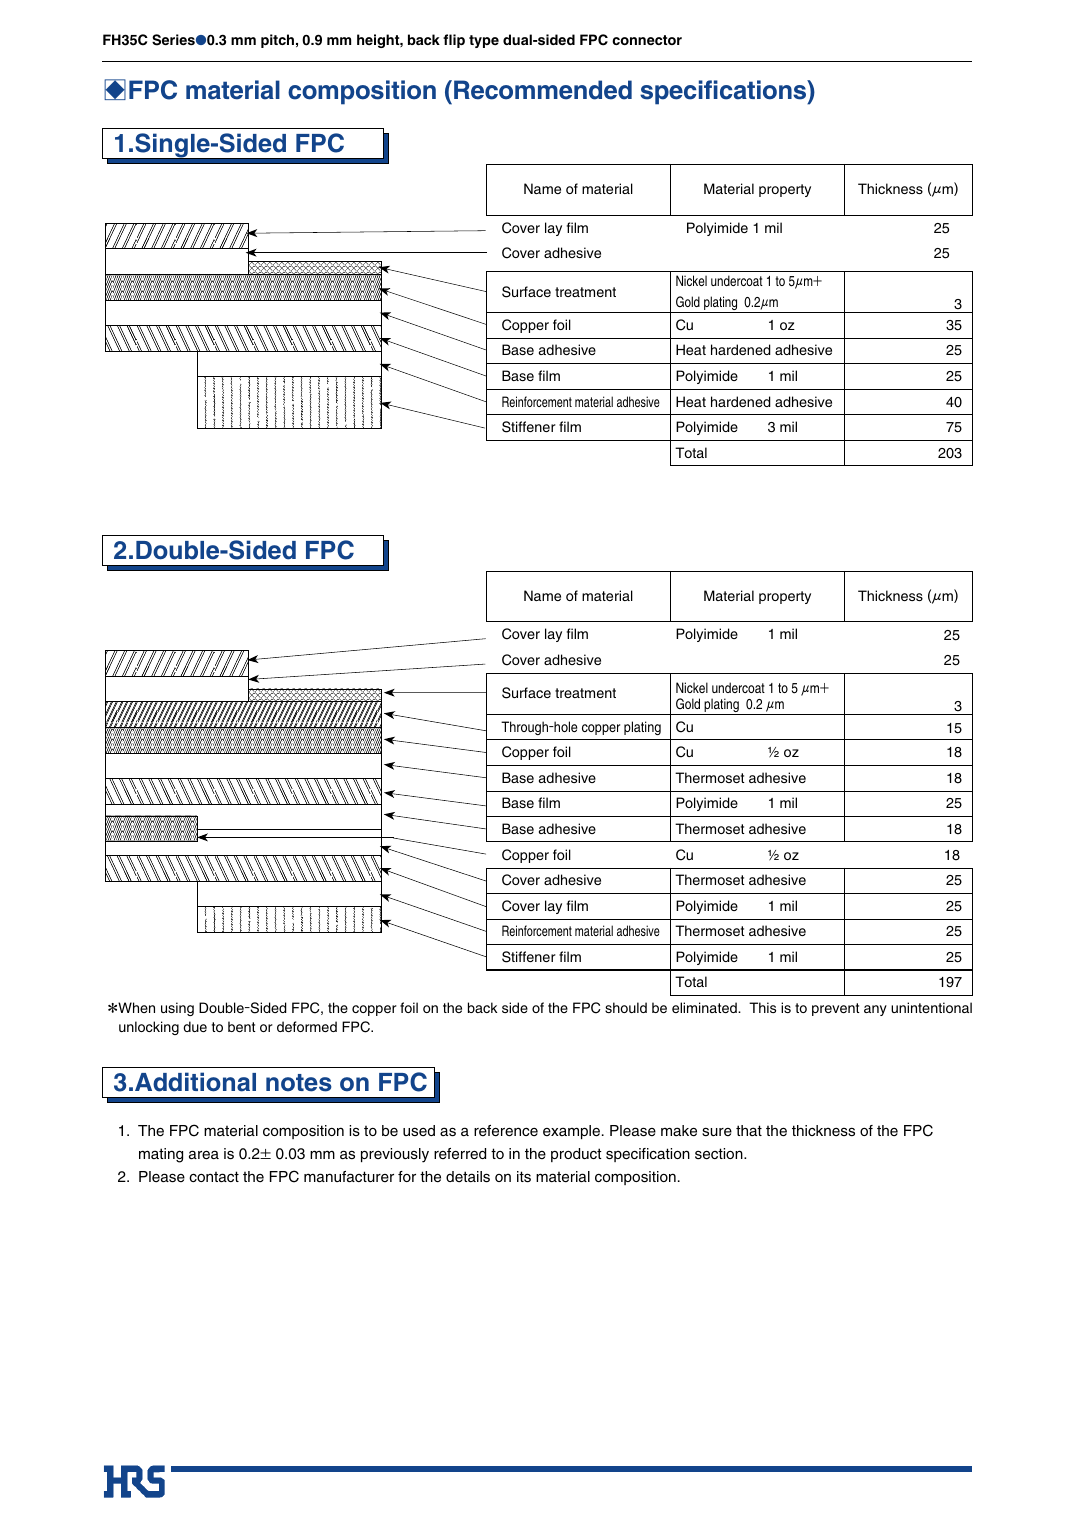 FH35C Series●0.3 mm pitch, 0.9 mm height, back flip type dual-sided FPC connector
◆FPC material composition (Recommended specifications)
1.Single-Sided FPC
Name of material Material property Thickness (μm)
Cover lay film Polyimide 1 mil 25
Cover adhesive 25
Surface treatment Nickel undercoat 1 to 5μm+
Gold plating 0.2μm 3
Copper foil Cu 1 oz 35
Base adhesive Heat hardened adhesive 25
Base film Polyimide 1 mil 25
Reinforcement material adhesive Heat hardened adhesive 40
Stiffener film Polyimide 3 mil 75
Total 203
2.Double-Sided FPC
Name of material Material property Thickness (μm)
Cover lay film Polyimide 1 mil 25
Cover adhesive 25
Surface treatment Nickel undercoat 1 to 5 μm+
Gold plating 0.2 μm 3
Through-hole copper plating Cu 15
Copper foil Cu ½ oz 18
Base adhesive Thermoset adhesive 18
Base film Polyimide 1 mil 25
Base adhesive Thermoset adhesive 18
Copper foil Cu ½ oz 18
Cover adhesive Thermoset adhesive 25
Cover lay film Polyimide 1 mil 25
Reinforcement material adhesive Thermoset adhesive 25
Stiffener film Polyimide 1 mil 25
Total 197
✻When using Double-Sided FPC, the copper foil on the back side of the FPC should be eliminated. This is to prevent any unintentional
unlocking due to bent or deformed FPC.
3.Additional notes on FPC
1. The FPC material composition is to be used as a reference example. Please make sure that the thickness of the FPC
mating area is 0.2± 0.03 mm as previously referred to in the product specification section.
2. Please contact the FPC manufacturer for the details on its material composition.
HRS